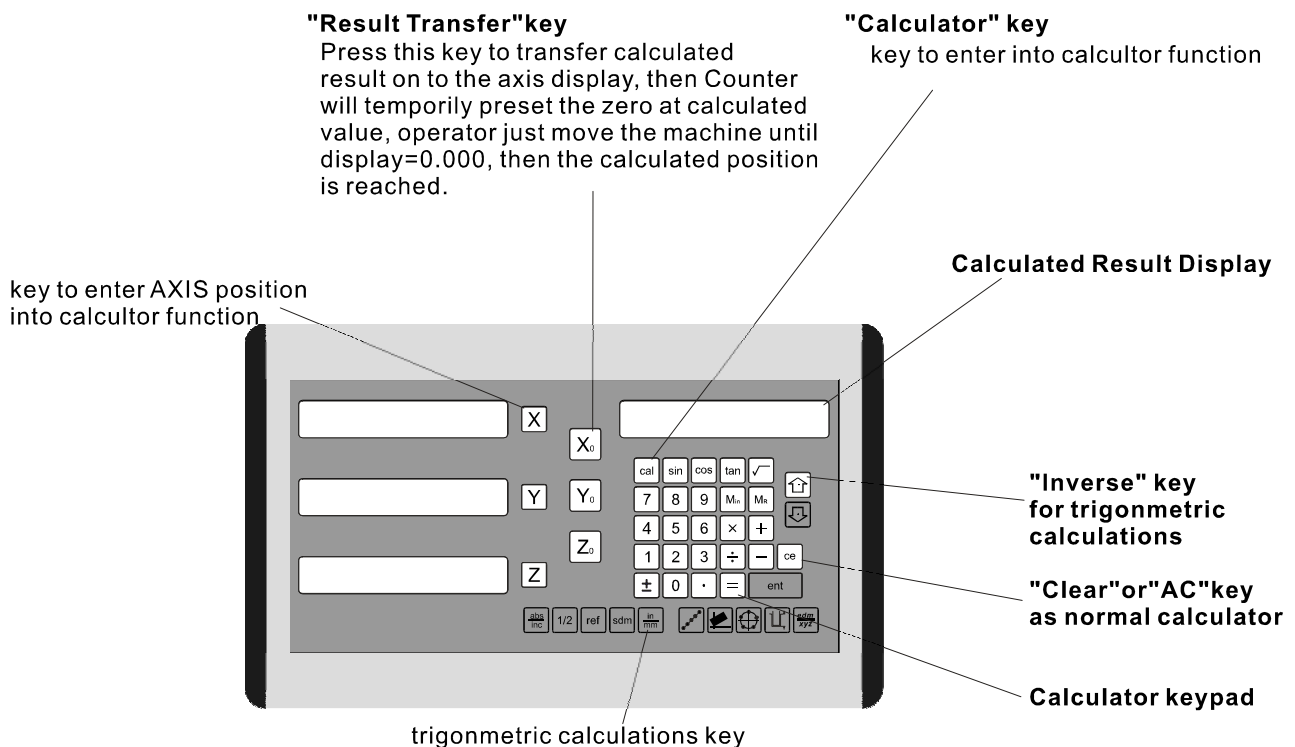 "Result Transfer"key
Press this key to transfer calculated
result on to the axis display, then Counter
will temporily preset the zero at calculated
value, operator just move the machine until
display=0.000, then the calculated position
is reached.
"Calculator" key
key to enter into calcultor function
Calculated Result Display
key to enter AXIS position
into calcultor function
X
X0
cal sin cos tan √
Y
Y0
7 8 9 Min MR
4 5 6 × +
Z
Z0
1 2 3 ÷ − ce
± 0 · = ent
abs
inc
1/2 ref sdm
in
mm
edm
xyz
"Inverse" key
for trigonmetric
calculations
"Clear"or"AC"key
as normal calculator
Calculator keypad
trigonmetric calculations key